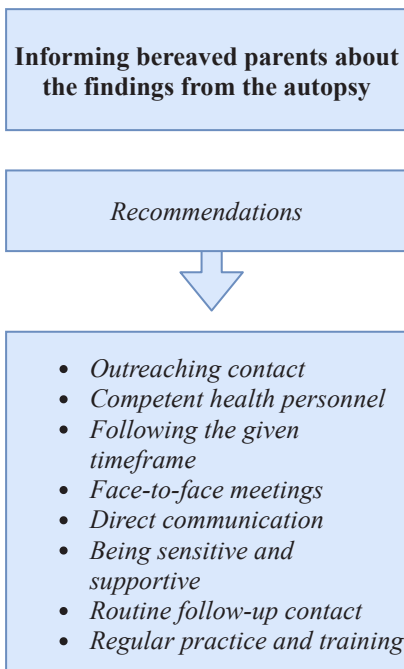 Informing bereaved parents about
the findings from the autopsy
Recommendations
• Outreaching contact
• Competent health personnel
• Following the given
timeframe
• Face-to-face meetings
• Direct communication
• Being sensitive and
supportive
• Routine follow-up contact
• Regular practice and training